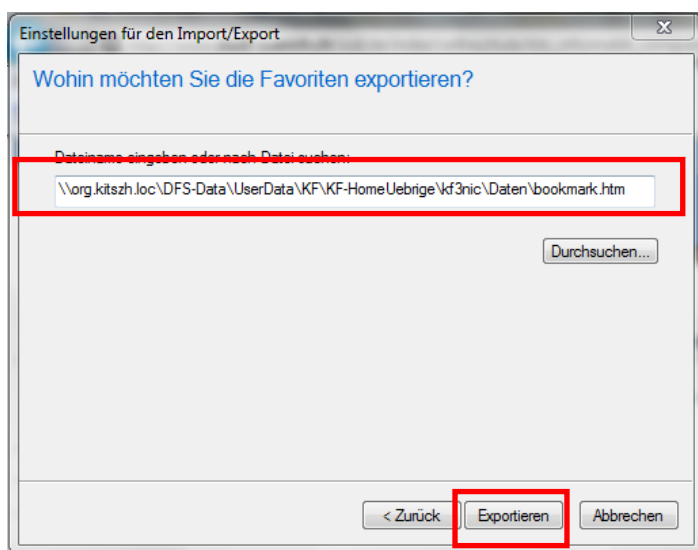 Einstellungen für den Import/Export
Wohin möchten Sie die Favoriten exportieren?
Dateiname eingeben oder nach Datei suchen:
\\org.kitszh.loc\DFS-Data\UserData\KF\KF-HomeUebrige\kf3nic\Daten\bookmark.htm
Durchsuchen...
< Zurück Exportieren Abbrechen